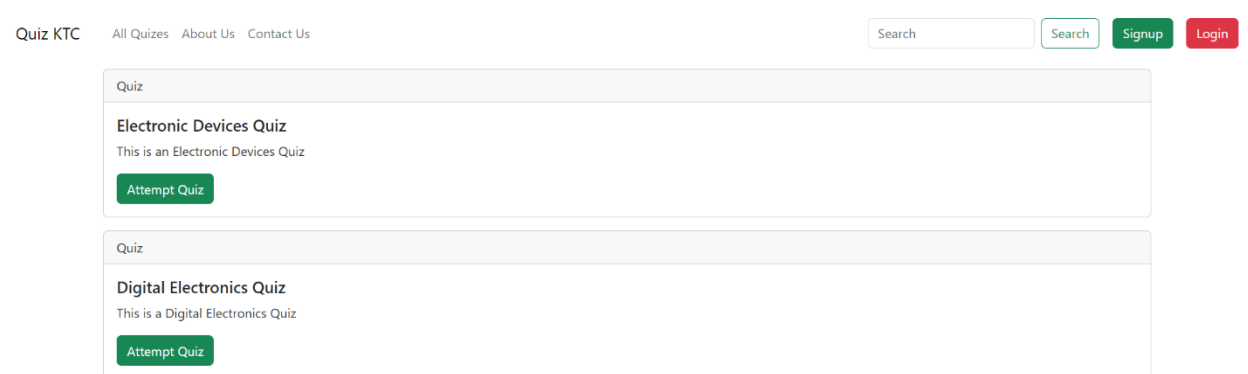 Quiz KTC All Quizes About Us Contact Us Search Search Signup Login
Quiz
Electronic Devices Quiz
This is an Electronic Devices Quiz
Attempt Quiz
Quiz
Digital Electronics Quiz
This is a Digital Electronics Quiz
Attempt Quiz